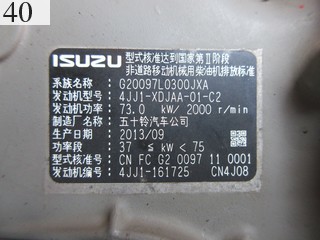 40
ISUZU 型式核准达到国家第Ⅱ阶段
非道路移动机械用柴油机排放标准
系族名称 G20097L0300JXA
发动机型号 4JJ1-XDJAA-01-C2
发动机功率 73.0 kW/ 2000 r/min
制造厂名称 五十铃汽车公司
生产日期 2013/09
功率段 37 ≦ kW < 75
型式核准号 CN FC G2 0097 11 0001
发动机编号 4JJ1-161725 CN4J08